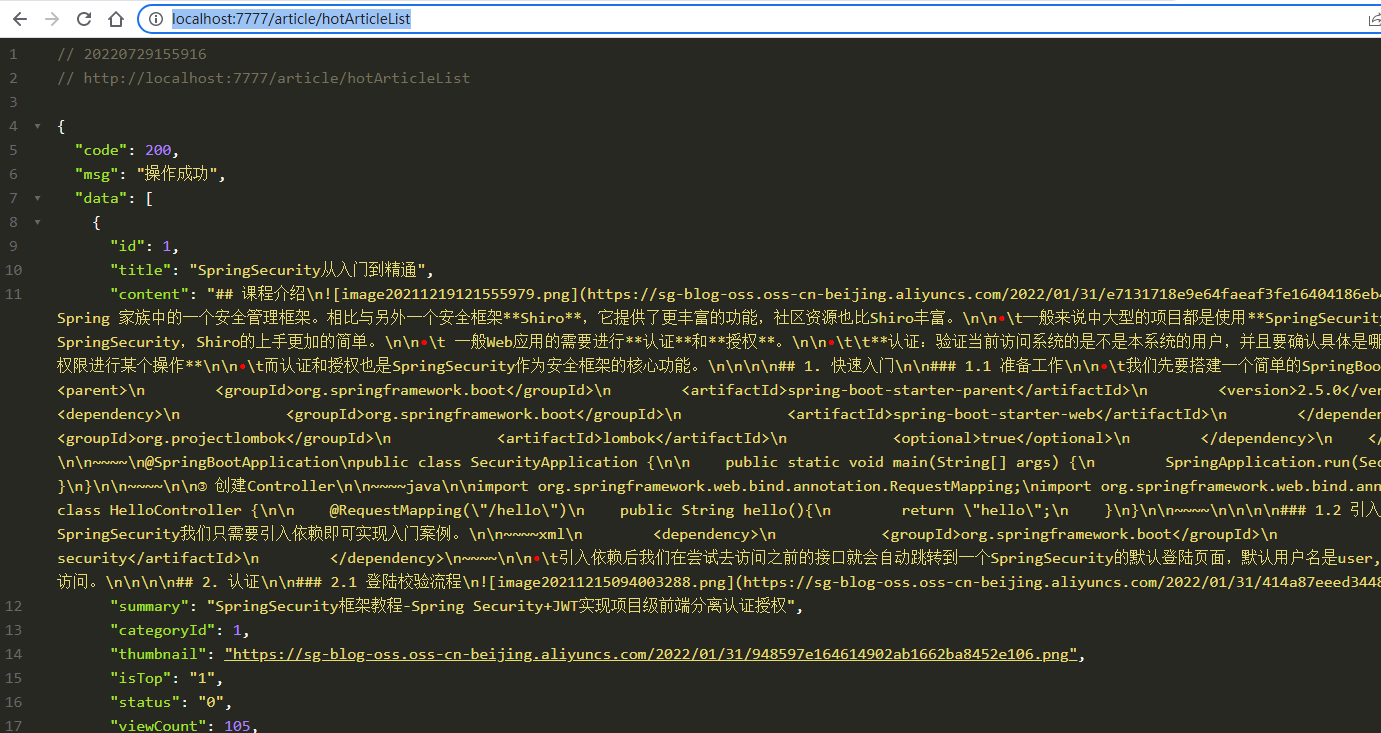 localhost:7777/article/hotArticleList
1 // 20220729155916
2 // http://localhost:7777/article/hotArticleList
3
4 {
5 "code": 200,
6 "msg": "操作成功",
7 "data": [
8 {
9 "id": 1,
10 "title": "SpringSecurity从入门到精通",
11 "content": "## 课程介绍\n![image20211219121555979.png](https://sg-blog-oss.oss-cn-beijing.aliyuncs.com/2022/01/31/e7131718e9e64faeaf3fe16404186eb4
Spring 家族中的一个安全管理框架。相比与另外一个安全框架**Shiro**，它提供了更丰富的功能，社区资源也比Shiro丰富。\n\n•\t一般来说中大型的项目都是使用**SpringSecurity
SpringSecurity，Shiro的上手更加的简单。\n\n•\t 一般Web应用的需要进行**认证**和**授权**。\n\n•\t\t**认证：验证当前访问系统的是不是本系统的用户，并且要确认具体是哪
权限进行某个操作**\n\n•\t而认证和授权也是SpringSecurity作为安全框架的核心功能。\n\n\n\n## 1. 快速入门\n\n### 1.1 准备工作\n\n•\t我们先要搭建一个简单的SpringBoo
<parent>\n <groupId>org.springframework.boot</groupId>\n <artifactId>spring-boot-starter-parent</artifactId>\n <version>2.5.0</ver
<dependency>\n <groupId>org.springframework.boot</groupId>\n <artifactId>spring-boot-starter-web</artifactId>\n </dependen
<groupId>org.projectlombok</groupId>\n <artifactId>lombok</artifactId>\n <optional>true</optional>\n </dependency>\n </
\n\n~~~~\n@SpringBootApplication\npublic class SecurityApplication {\n\n public static void main(String[] args) {\n SpringApplication.run(Sec
}\n}\n\n~~~~\n\n③ 创建Controller\n\n~~~~java\n\nimport org.springframework.web.bind.annotation.RequestMapping;\nimport org.springframework.web.bind.ann
class HelloController {\n\n @RequestMapping(\"/hello\")\n public String hello(){\n return \"hello\";\n }\n}\n\n~~~~\n\n\n\n### 1.2 引入
SpringSecurity我们只需要引入依赖即可实现入门案例。\n\n~~~~xml\n <dependency>\n <groupId>org.springframework.boot</groupId>\n
security</artifactId>\n </dependency>\n~~~~\n\n•\t引入依赖后我们在尝试去访问之前的接口就会自动跳转到一个SpringSecurity的默认登陆页面，默认用户名是user,
访问。\n\n\n\n## 2. 认证\n\n### 2.1 登陆校验流程\n![image20211215094003288.png](https://sg-blog-oss.oss-cn-beijing.aliyuncs.com/2022/01/31/414a87eeed3448
12 "summary": "SpringSecurity框架教程-Spring Security+JWT实现项目级前端分离认证授权",
13 "categoryId": 1,
14 "thumbnail": "https://sg-blog-oss.oss-cn-beijing.aliyuncs.com/2022/01/31/948597e164614902ab1662ba8452e106.png",
15 "isTop": "1",
16 "status": "0",
17 "viewCount": 105,